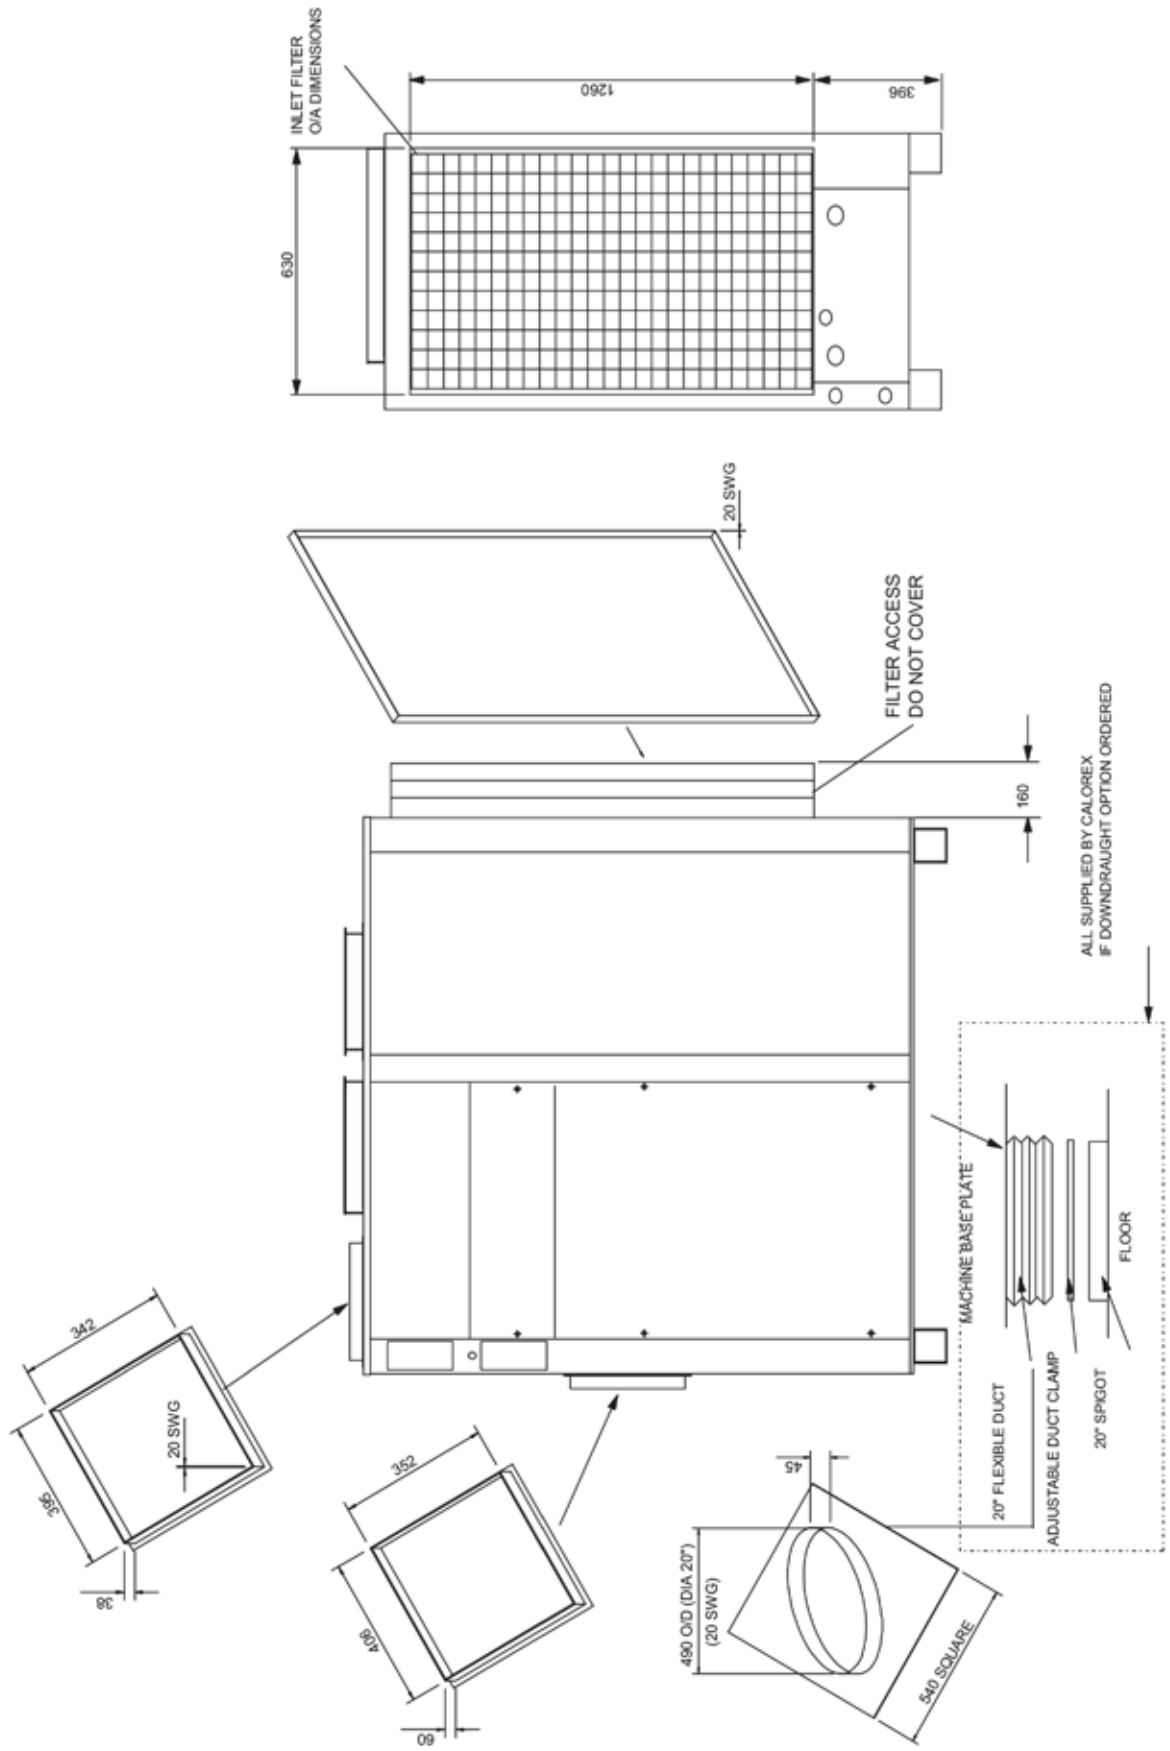 342
395
20 SWG
38
352
406
60
490 O/D (DIA 20")
(20 SWG)
45
540 SQUARE
20" FLEXIBLE DUCT
ADJUSTABLE DUCT CLAMP
20" SPIGOT
MACHINE BASE PLATE
FLOOR
ALL SUPPLIED BY CALOREX
IF DOWNDRAUGHT OPTION ORDERED
160
FILTER ACCESS
DO NOT COVER
20 SWG
630
INLET FILTER
O/A DIMENSIONS
1260
396